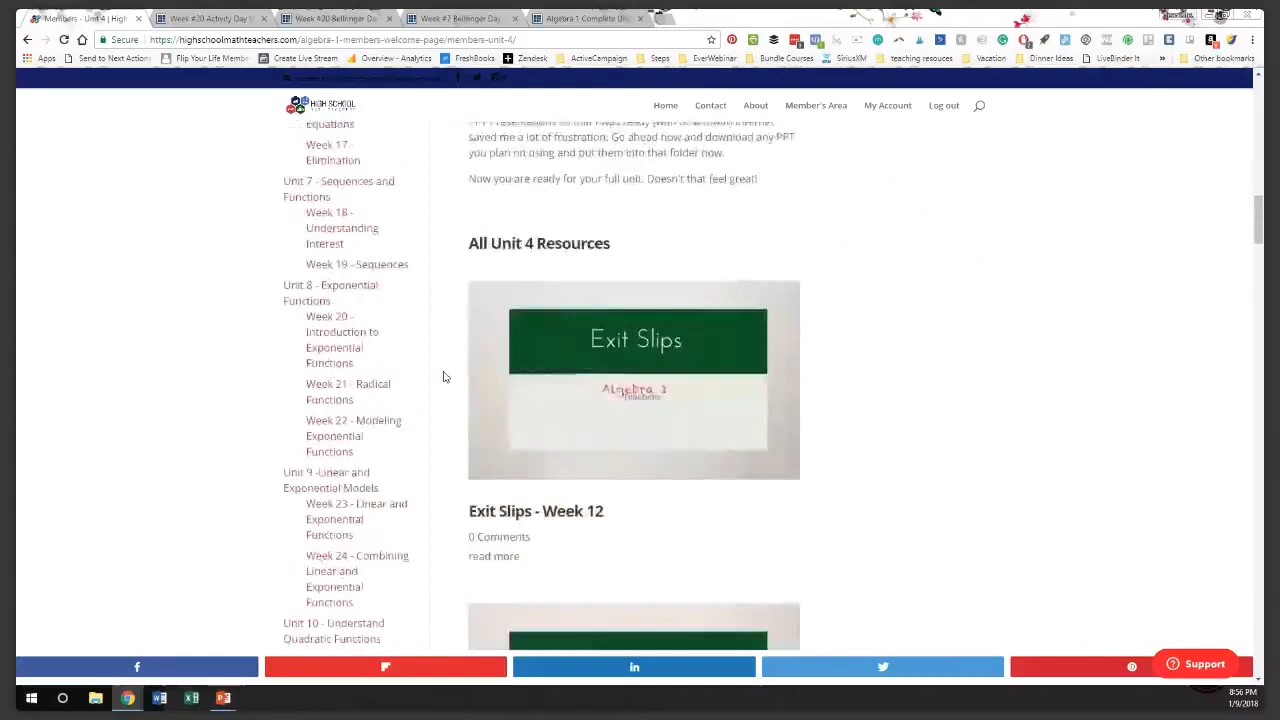 Members - Unit 4 | High
Week #20 Activity Day
Week #20 Bellringer Da
Week #7 Bellringer Day
Algebra 1 Complete Uni
Secure
https://highschoolmathteachers.com/algebra-1-members-welcome-page/members-unit-4/
Apps
Send to Next Actions
Flip Your Life Membe
Create Live Stream
Overview - Analytics
FreshBooks
Zendesk
ActiveCampaign
Steps
EverWebinar
Bundle Courses
SiriusXM
teaching resouces
Vacation
Dinner Ideas
LiveBinder It
Other bookmarks
HIGH SCHOOL
Home
Contact
About
Member's Area
My Account
Log out
Equations
Week 17 -
Elimination
Unit 7 - Sequences and
Functions
Week 18 -
Understanding
Interest
Week 19 -Sequences
Unit 8 - Exponential
Functions
Week 20 -
Introduction to
Exponential
Functions
Week 21 - Radical
Functions
Week 22 - Modeling
Exponential
Functions
Unit 9 -Linear and
Exponential Models
Week 23 - Linear and
Exponential
Functions
Week 24 - Combining
Linear and
Exponential
Functions
Unit 10 - Understand
Quadratic Functions
saved me a lot of frustration. Go ahead now and download any PPT
you plan on using and put them into that folder now.
Now you are ready for your full unit. Doesn't that feel great!
All Unit 4 Resources
Exit Slips
Algebra 1
Exit Slips - Week 12
0 Comments
read more
Support
8:56 PM
1/9/2018